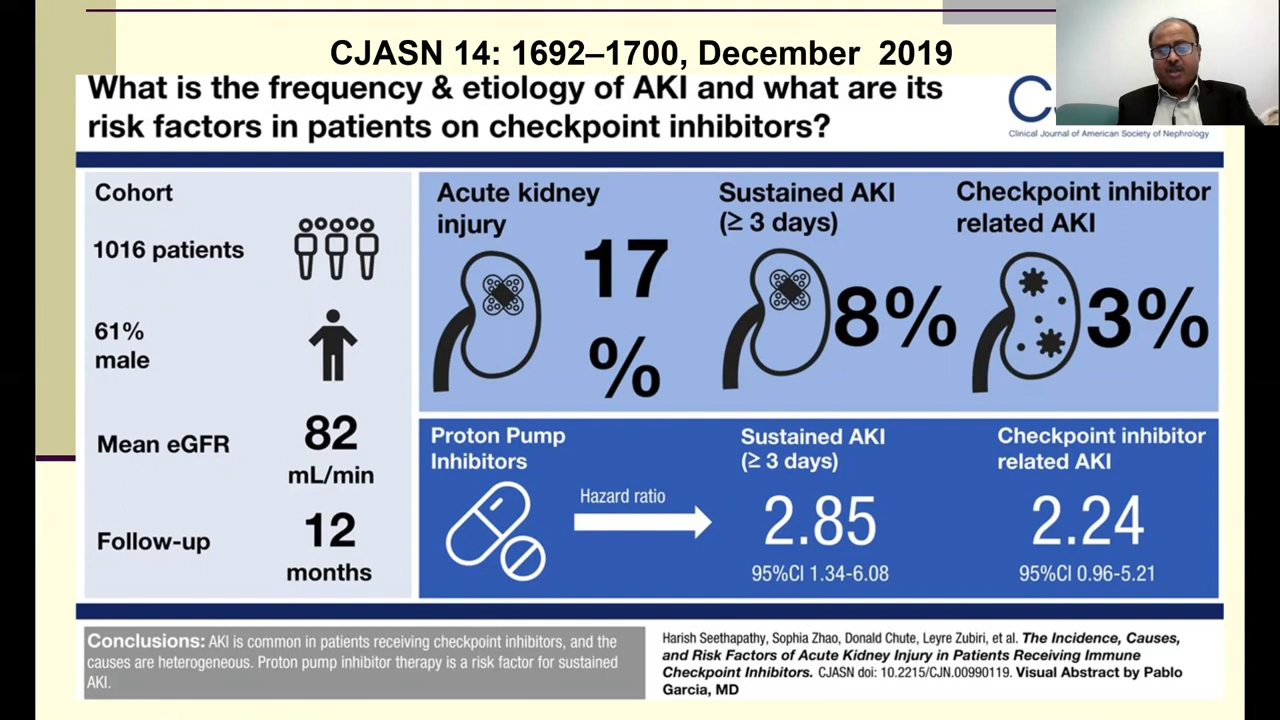 CJASN 14: 1692–1700, December 2019
What is the frequency & etiology of AKI and what are its
risk factors in patients on checkpoint inhibitors?
Clinical Journal of American Society of Nephrology
Cohort
1016 patients
61%
male
Mean eGFR
82
mL/min
Follow-up
12
months
Acute kidney
injury
17
%
Sustained AKI
(≥ 3 days)
8%
Checkpoint inhibitor
related AKI
3%
Proton Pump
Inhibitors
Hazard ratio
Sustained AKI
(≥ 3 days)
2.85
95%CI 1.34-6.08
Checkpoint inhibitor
related AKI
2.24
95%CI 0.96-5.21
Conclusions: AKI is common in patients receiving checkpoint inhibitors, and the
causes are heterogeneous. Proton pump inhibitor therapy is a risk factor for sustained
AKI.
Harish Seethapathy, Sophia Zhao, Donald Chute, Leyre Zubiri, et al. The Incidence, Causes,
and Risk Factors of Acute Kidney Injury in Patients Receiving Immune
Checkpoint Inhibitors. CJASN doi: 10.2215/CJN.00990119. Visual Abstract by Pablo
Garcia, MD